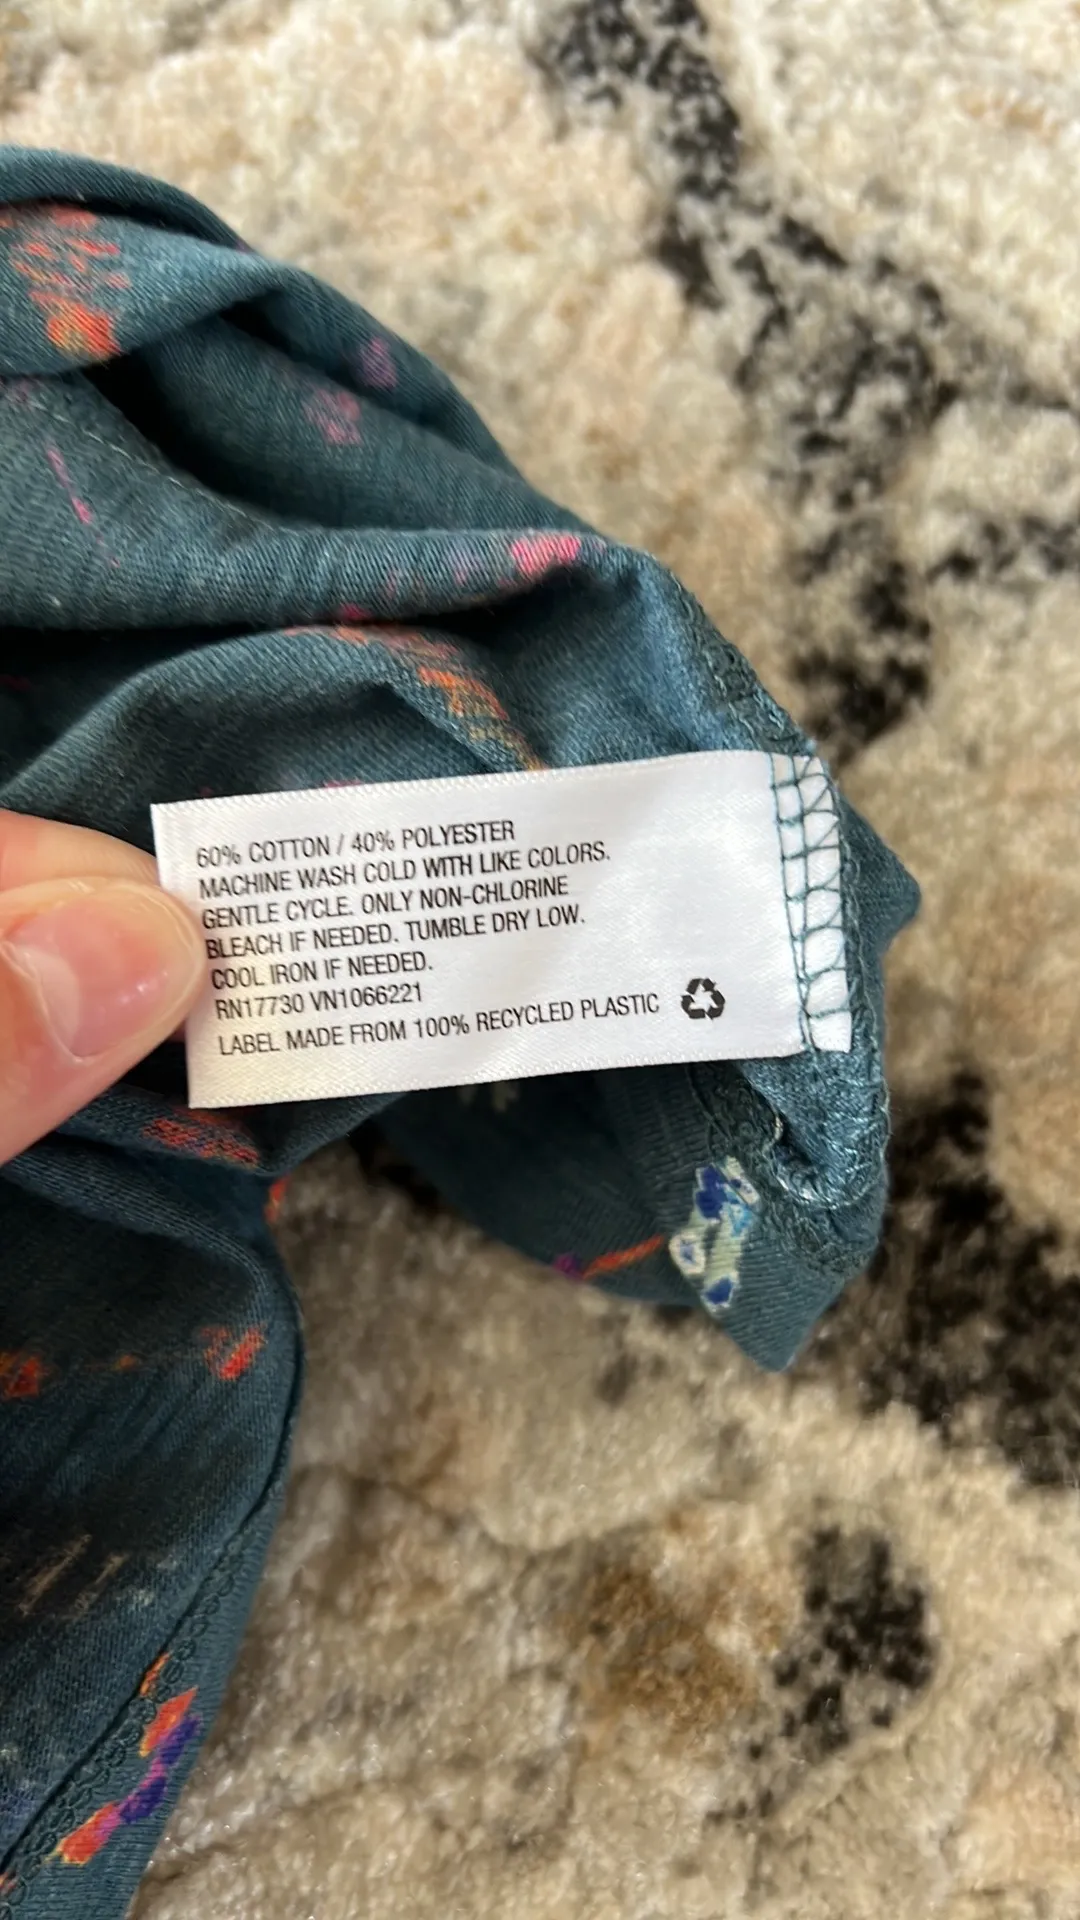 60% COTTON / 40% POLYESTER
MACHINE WASH COLD WITH LIKE COLORS.
GENTLE CYCLE. ONLY NON-CHLORINE
BLEACH IF NEEDED. TUMBLE DRY LOW.
COOL IRON IF NEEDED.
RN17730 VN1066221
LABEL MADE FROM 100% RECYCLED PLASTIC